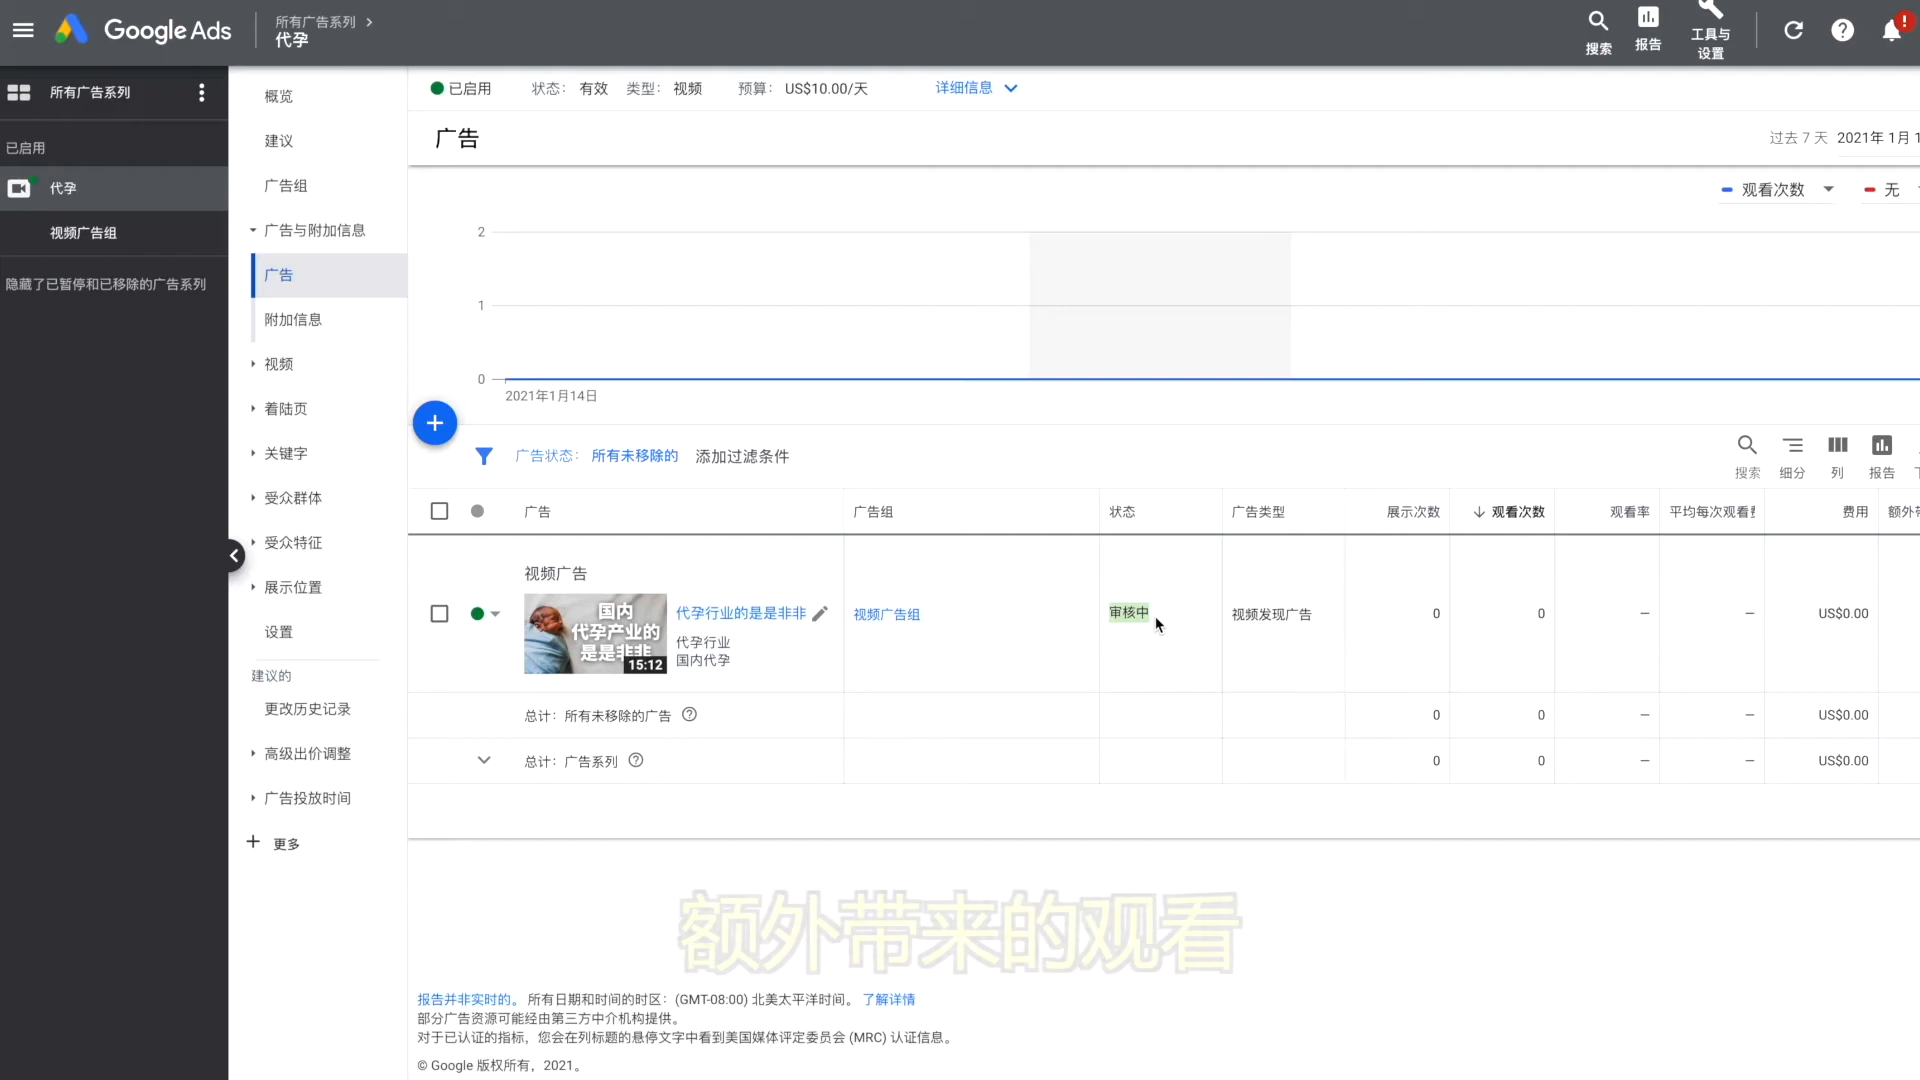 Google Ads
所有广告系列
代孕
搜索
报告
工具与
设置
所有广告系列
已启用
代孕
视频广告组
隐藏了已暂停和已移除的广告系列
概览
建议
广告组
广告与附加信息
广告
附加信息
视频
着陆页
关键字
受众群体
受众特征
展示位置
设置
建议的
更改历史记录
高级出价调整
广告投放时间
更多
已启用 状态： 有效 类型： 视频 预算： US$10.00/天 详细信息
广告
过去 7 天 2021年 1月 1
观看次数 无
2
1
0
2021年1月14日
广告状态： 所有未移除的 添加过滤条件
搜索 细分 列 报告
广告 广告组 状态 广告类型 展示次数 观看次数 观看率 平均每次观看费 费用 额外
视频广告
国内
代孕产业的
是是非非
15:12
代孕行业的是是非非
代孕行业
国内代孕
视频广告组 审核中 视频发现广告 0 0 – – US$0.00
总计：所有未移除的广告 0 0 – – US$0.00
总计：广告系列 0 0 – – US$0.00
额外带来的观看
报告并非实时的。 所有日期和时间的时区：(GMT-08:00) 北美太平洋时间。 了解详情
部分广告资源可能经由第三方中介机构提供。
对于已认证的指标，您会在列标题的悬停文字中看到美国媒体评定委员会 (MRC) 认证信息。
© Google 版权所有，2021。